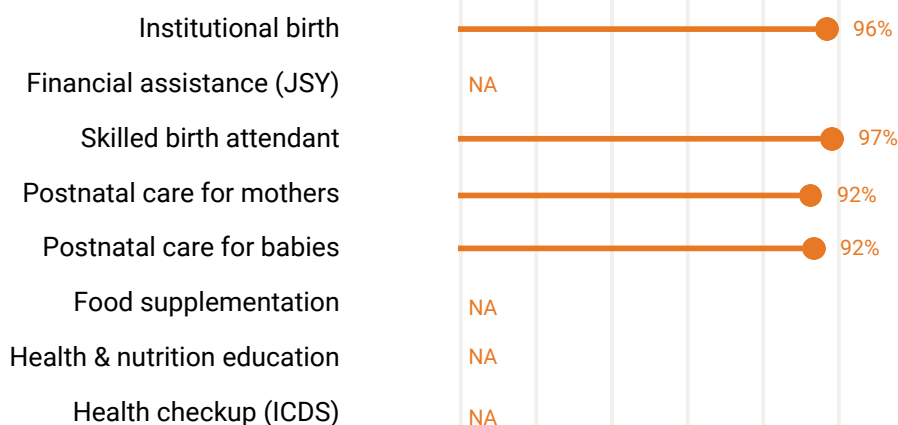 Institutional birth 96%
Financial assistance (JSY) NA
Skilled birth attendant 97%
Postnatal care for mothers 92%
Postnatal care for babies 92%
Food supplementation NA
Health & nutrition education NA
Health checkup (ICDS) NA